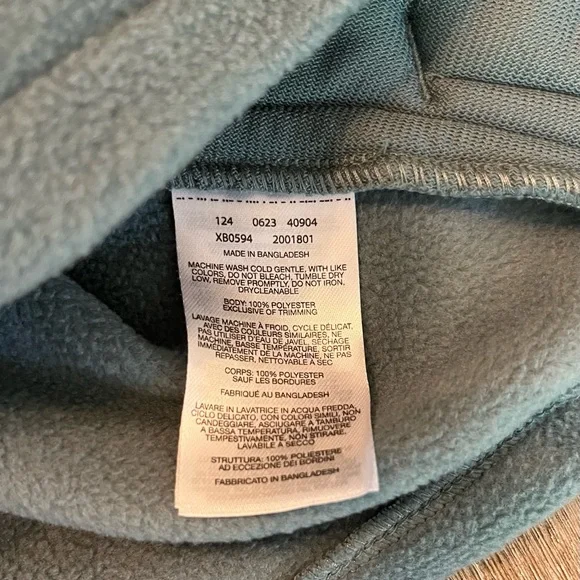 124 0623 40904
XB0594 2001801
MADE IN BANGLADESH
MACHINE WASH COLD GENTLE, WITH LIKE
COLORS, DO NOT BLEACH, TUMBLE DRY
LOW, REMOVE PROMPTLY, DO NOT IRON,
DRYCLEANABLE
BODY: 100% POLYESTER
EXCLUSIVE OF TRIMMING
LAVAGE MACHINE À FROID, CYCLE DÉLICAT,
AVEC DES COULEURS SIMILAIRES, NE
PAS UTILISER D'EAU DE JAVEL, SÉCHAGE
MACHINE, BASSE TEMPÉRATURE, SORTIR
IMMÉDIATEMENT DE LA MACHINE, NE PAS
REPASSER, NETTOYABLE À SEC
CORPS: 100% POLYESTER
SAUF LES BORDURES
FABRIQUÉ AU BANGLADESH
LAVARE IN LAVATRICE IN ACQUA FREDDA,
CICLO DELICATO, CON COLORI SIMILI, NON
CANDEGGIARE, ASCIUGARE A TAMBURO
A BASSA TEMPERATURA, RIMUOVERE
TEMPESTIVAMENTE, NON STIRARE,
LAVABILE A SECCO
STRUTTURA: 100% POLIESTERE
AD ECCEZIONE DEI BORDINI
FABBRICATO IN BANGLADESH